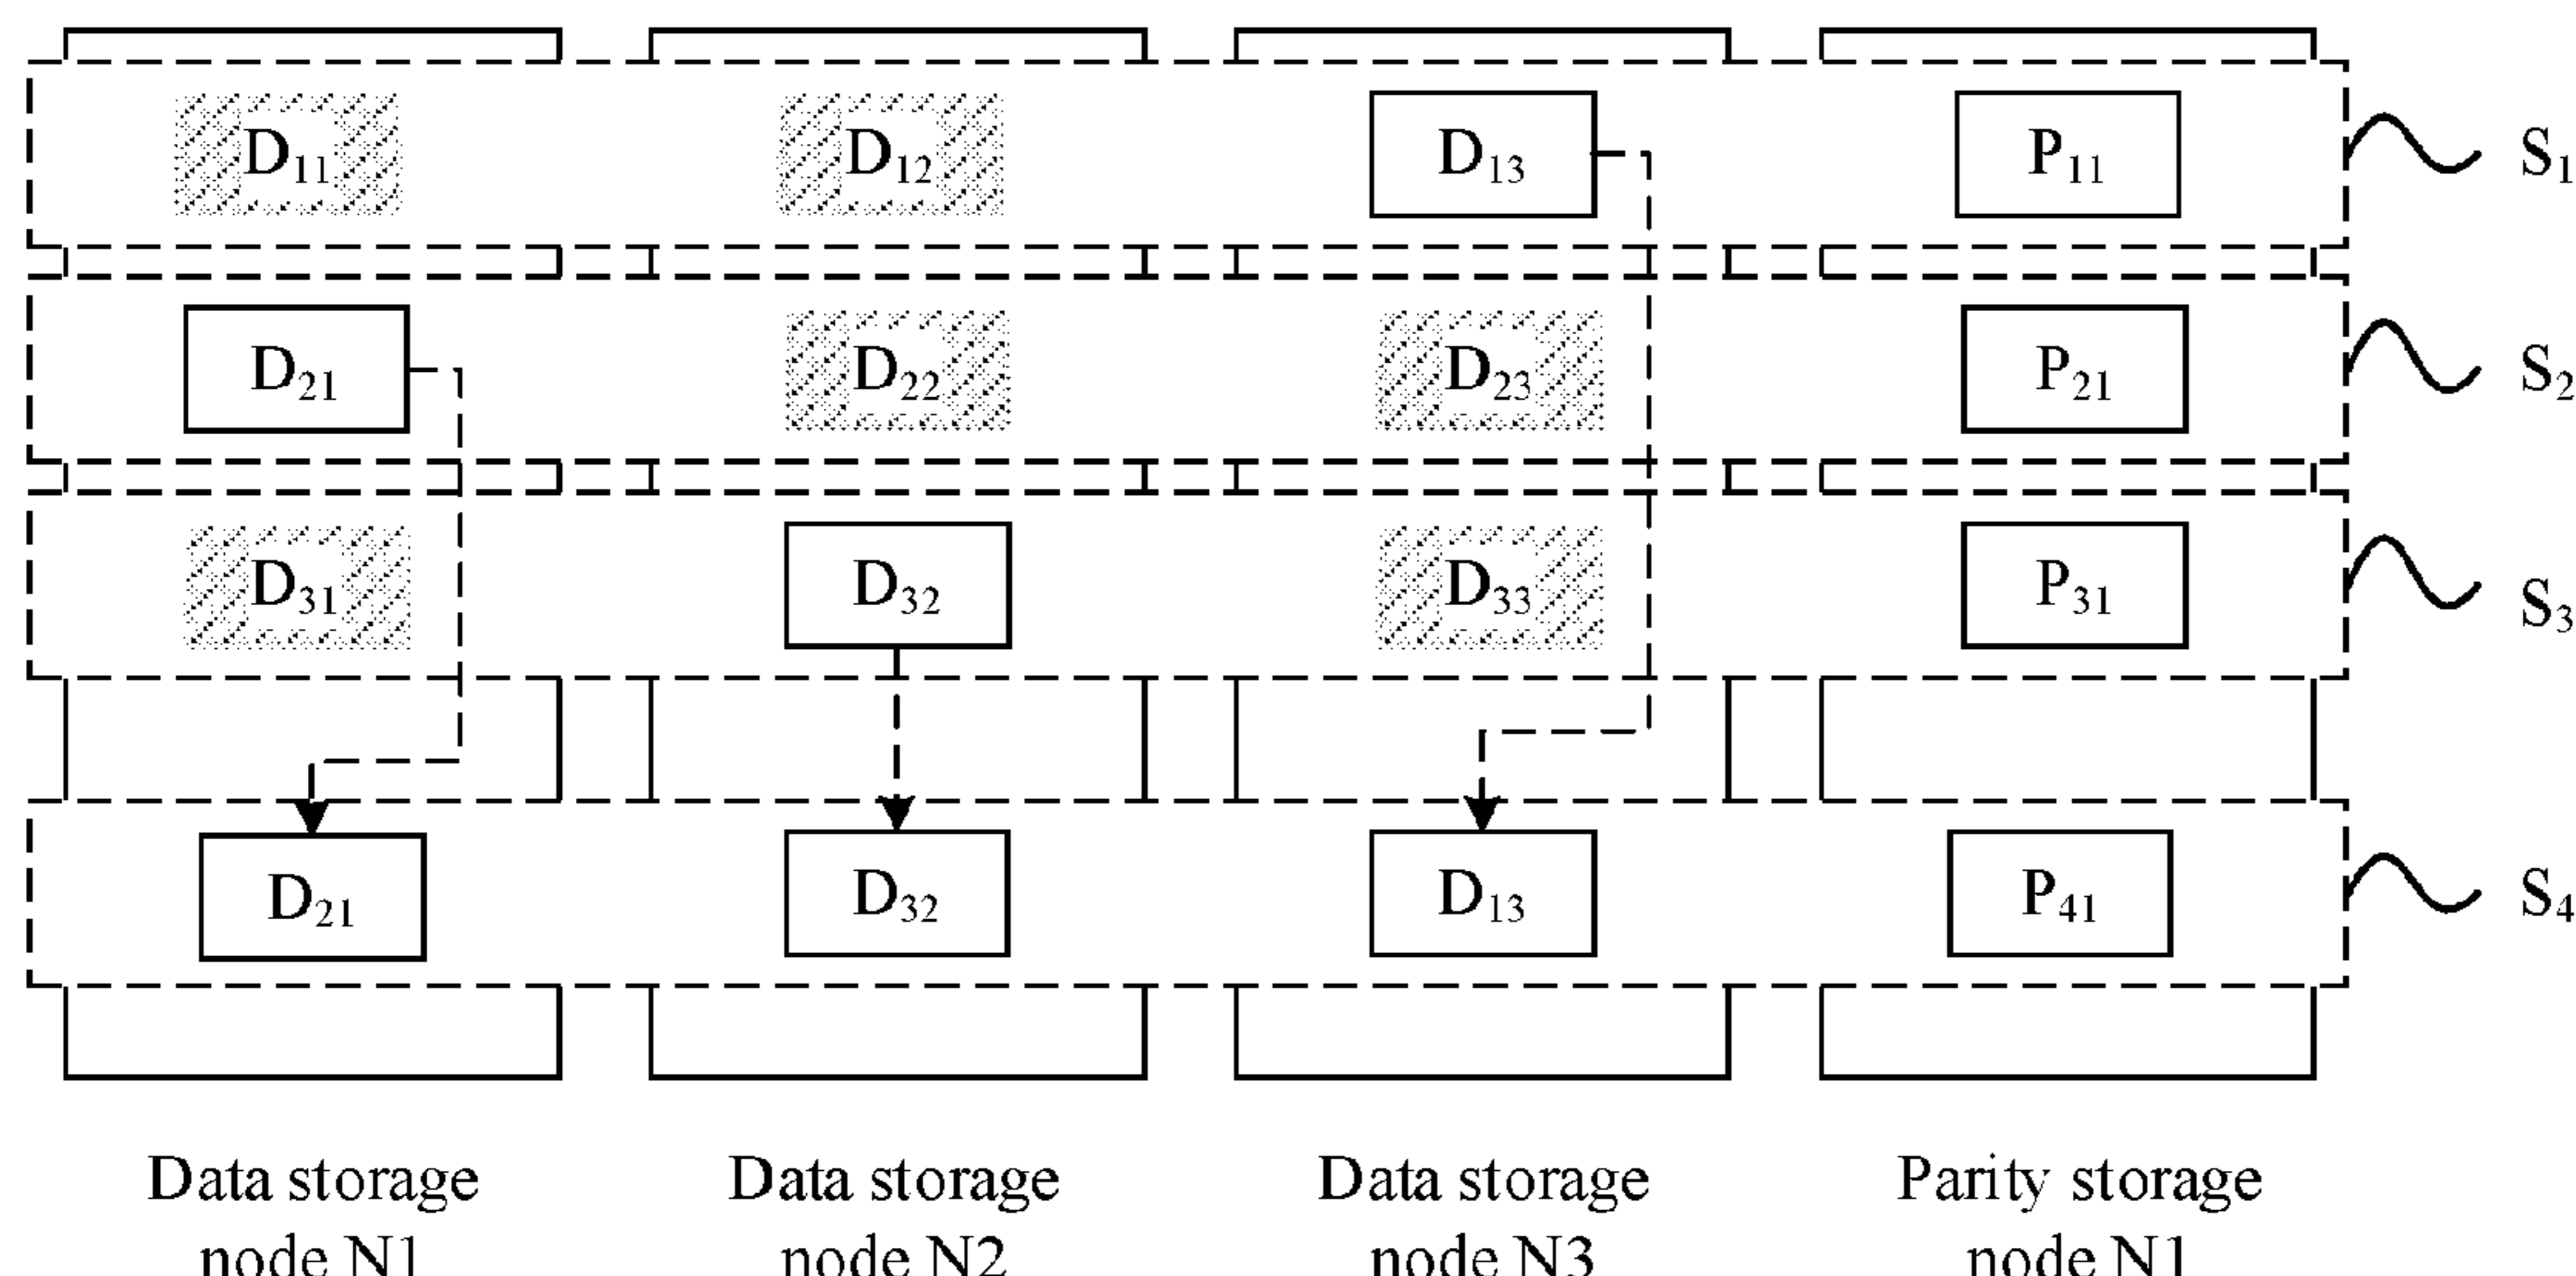 D11 D12 D13 P11 S1
D21 D22 D23 P21 S2
D31 D32 D33 P31 S3
D21 D32 D13 P41 S4
Data storage Data storage Data storage Parity storage
node N1 node N2 node N3 node N1